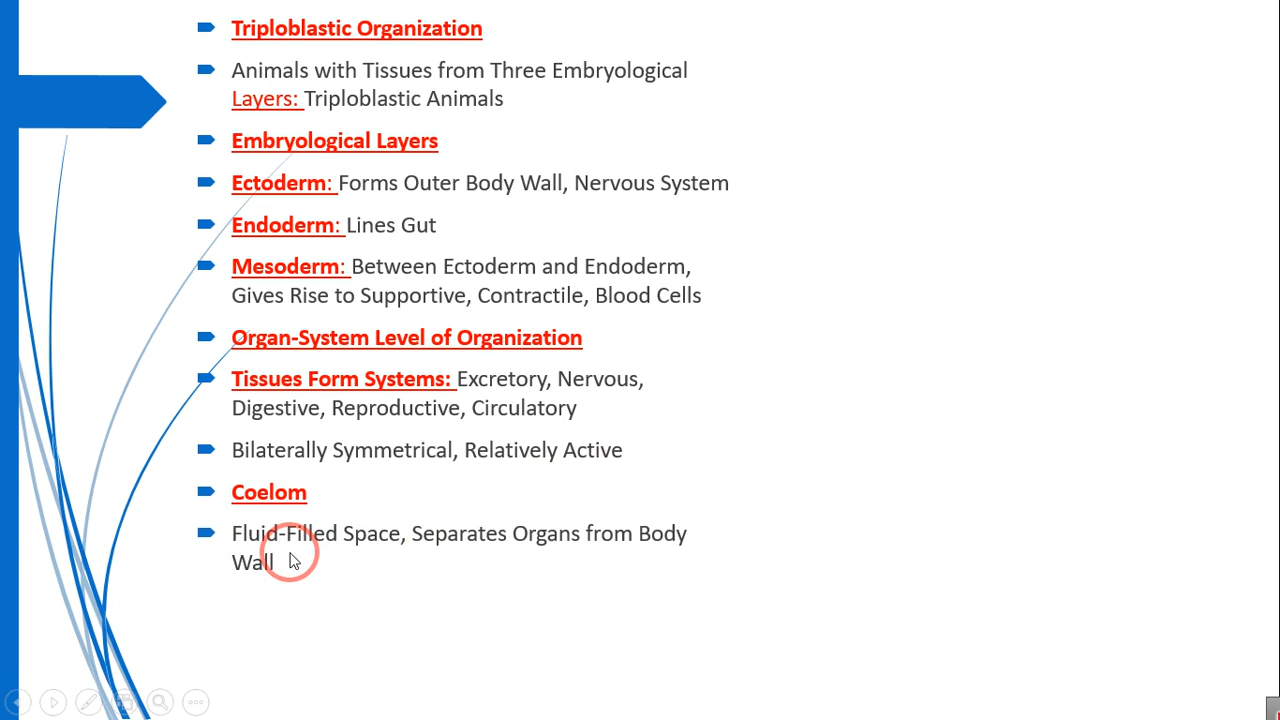 Triploblastic Organization
Animals with Tissues from Three Embryological
Layers: Triploblastic Animals
Embryological Layers
Ectoderm: Forms Outer Body Wall, Nervous System
Endoderm: Lines Gut
Mesoderm: Between Ectoderm and Endoderm,
Gives Rise to Supportive, Contractile, Blood Cells
Organ-System Level of Organization
Tissues Form Systems: Excretory, Nervous,
Digestive, Reproductive, Circulatory
Bilaterally Symmetrical, Relatively Active
Coelom
Fluid-Filled Space, Separates Organs from Body
Wall